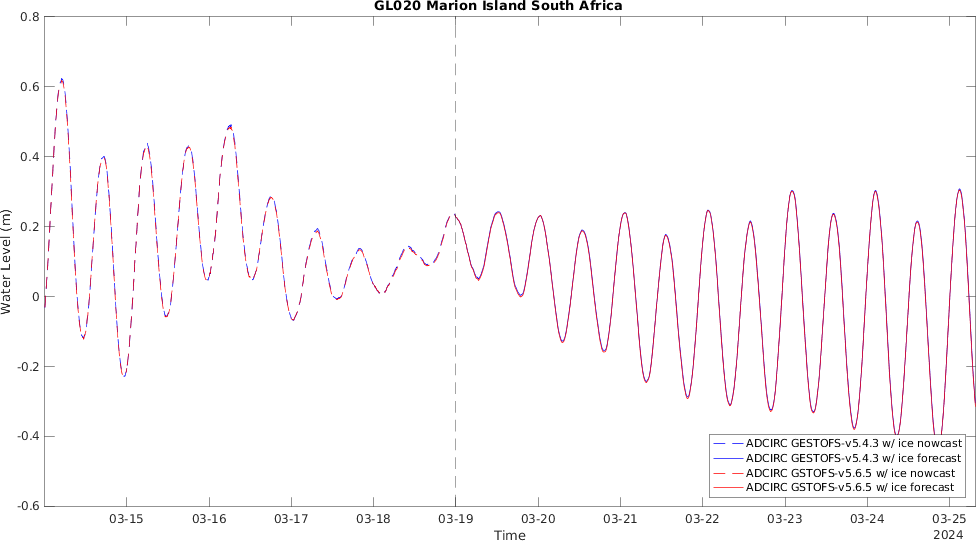 GL020 Marion Island South Africa
0.8
0.6
0.4
0.2
0
-0.2
-0.4
-0.6
Water Level (m)
ADCIRC GESTOFS-v5.4.3 w/ ice nowcast
ADCIRC GESTOFS-v5.4.3 w/ ice forecast
ADCIRC GSTOFS-v5.6.5 w/ ice nowcast
ADCIRC GSTOFS-v5.6.5 w/ ice forecast
03-15 03-16 03-17 03-18 03-19 03-20 03-21 03-22 03-23 03-24 03-25
2024
Time